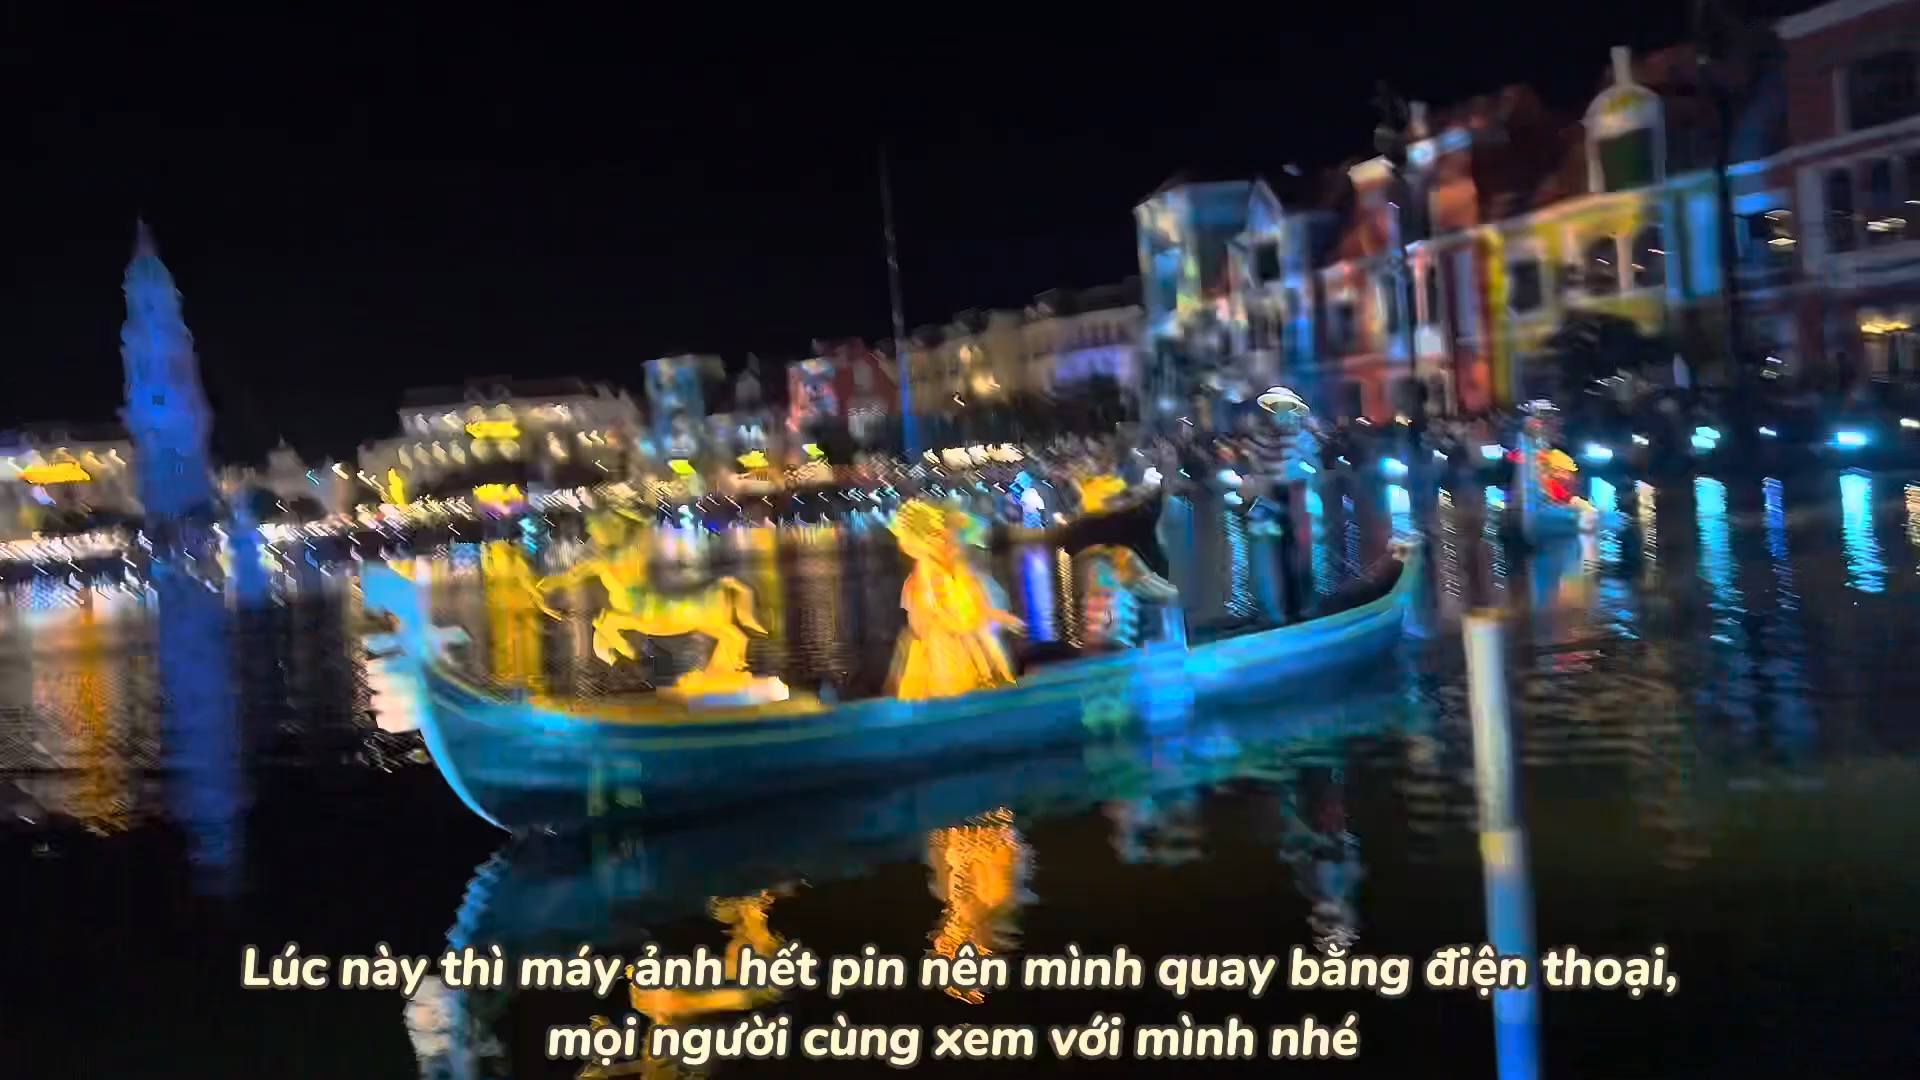 Lúc này thì máy ảnh hết pin nên mình quay bằng điện thoại,
mọi người cùng xem với mình nhé